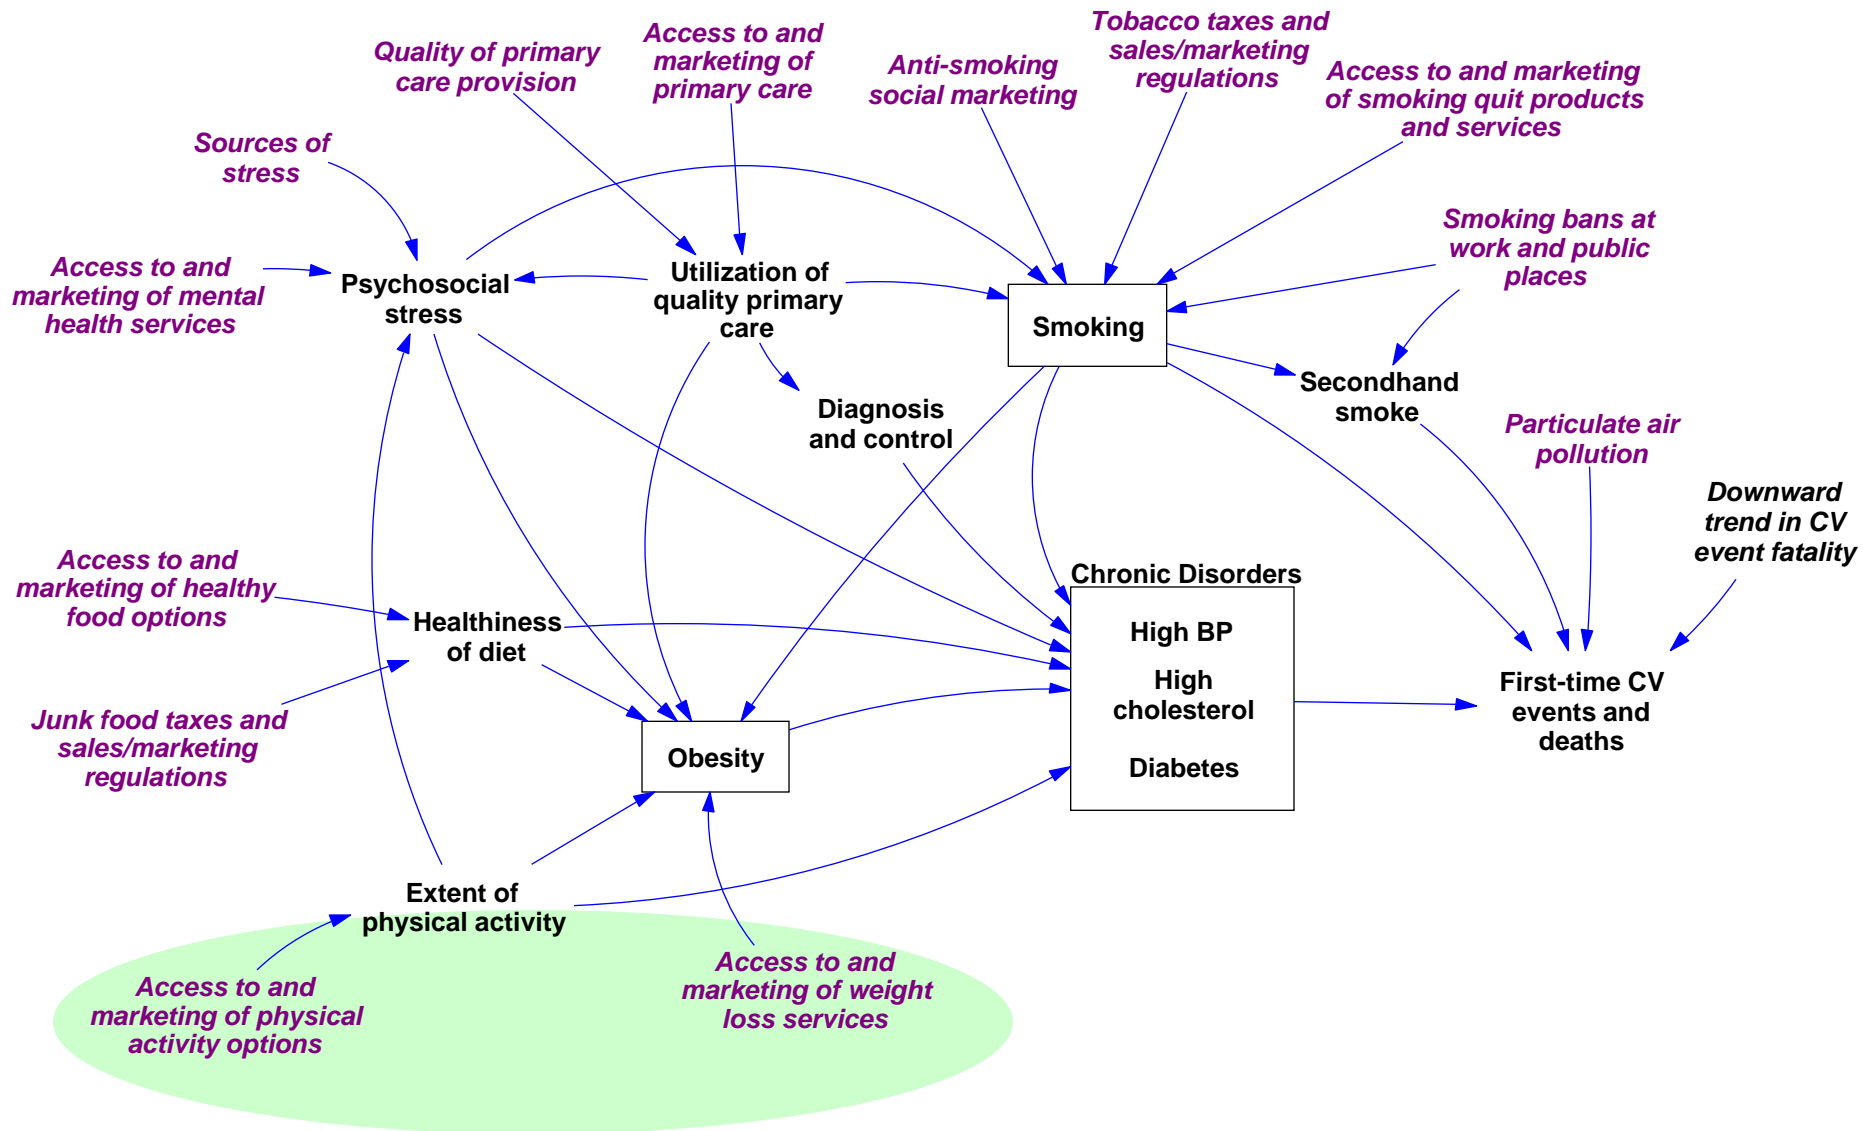 Quality of primary
care provision
Access to and
marketing of
primary care
Anti-smoking
social marketing
Tobacco taxes and
sales/marketing
regulations
Access to and marketing
of smoking quit products
and services
Sources of
stress
Smoking bans at
work and public
places
Access to and
marketing of mental
health services
Psychosocial
stress
Utilization of
quality primary
care
Smoking
Secondhand
smoke
Diagnosis
and control
Particulate air
pollution
Downward
trend in CV
event fatality
Access to and
marketing of healthy
food options
Healthiness
of diet
Chronic Disorders
High BP
High
cholesterol
Diabetes
First-time CV
events and
deaths
Junk food taxes and
sales/marketing
regulations
Obesity
Extent of
physical activity
Access to and
marketing of physical
activity options
Access to and
marketing of weight
loss services